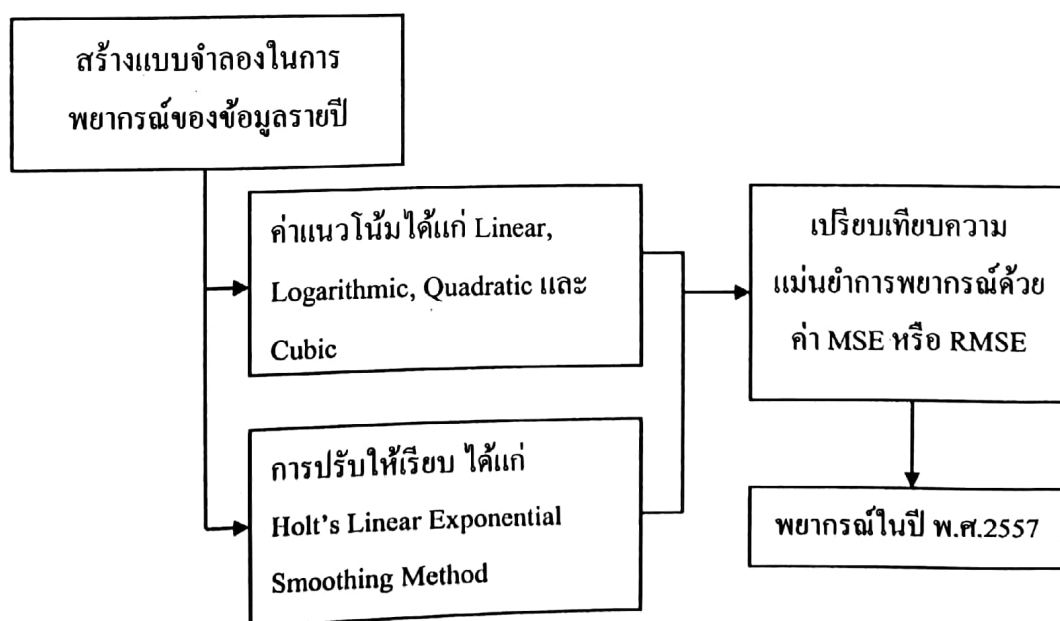 สร้างแบบจำลองในการ
พยากรณ์ของข้อมูลรายปี
ค่าแนวโน้มได้แก่ Linear,
Logarithmic, Quadratic และ
Cubic
การปรับให้เรียบ ได้แก่
Holt's Linear Exponential
Smoothing Method
เปรียบเทียบความ
แม่นยำการพยากรณ์ด้วย
ค่า MSE หรือ RMSE
พยากรณ์ในปี พ.ศ.2557